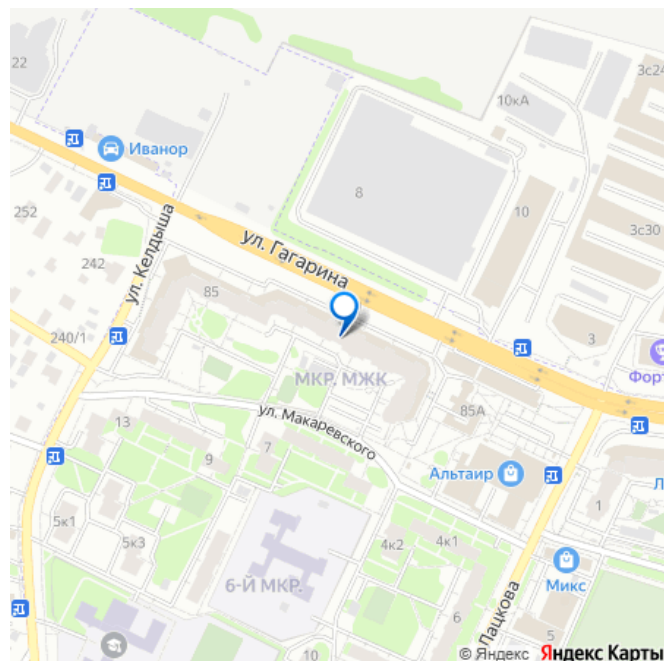 22
3с24
10кА
Иванор
8
252
10
3с30
ул. Гагарина
242
ул. Келдыша
85
240/1
3
Форт
МКР. МЖК
85А
ул. Макаревского
13
9
7
Альтаир
Л
5к1
5к3
4к2
4к1
1
6-Й МКР.
Микс
6
Пацкова
5
10
© Яндекс Яндекс Карты